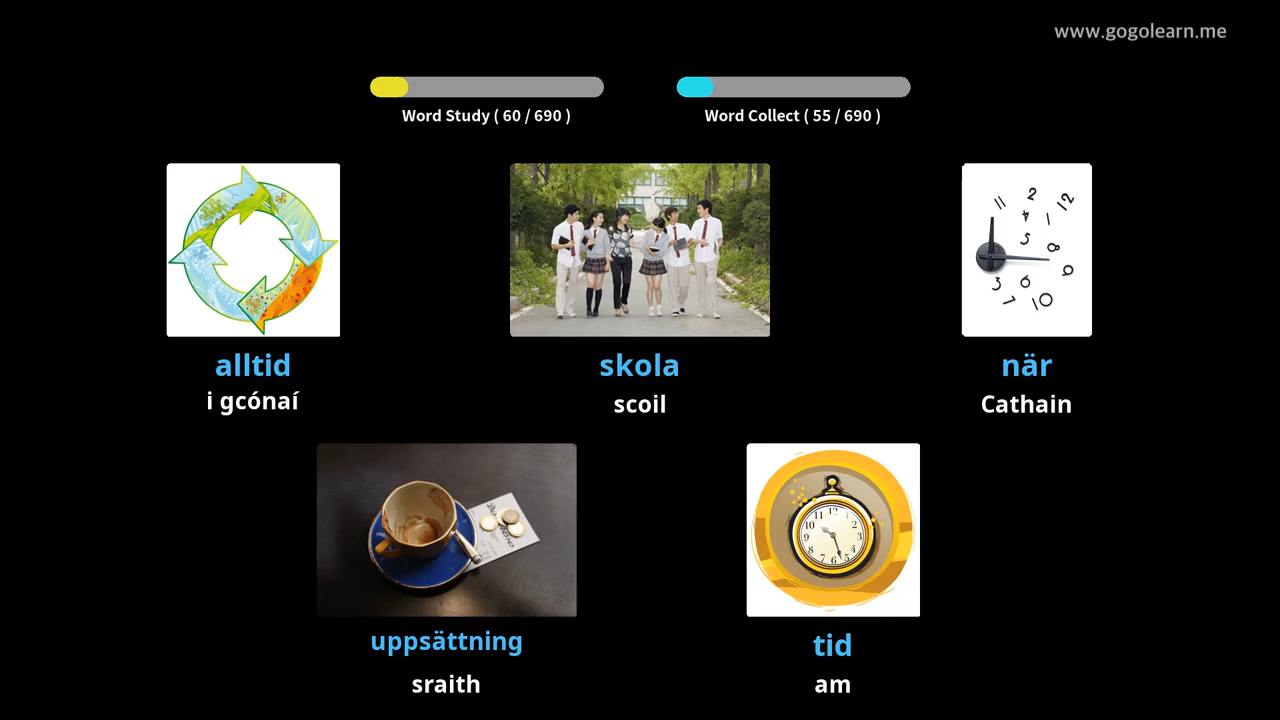 www.gogolearn.me
Word Study ( 60 / 690 )
Word Collect ( 55 / 690 )
alltid
i gcónaí
skola
scoil
när
Cathain
uppsättning
sraith
tid
am